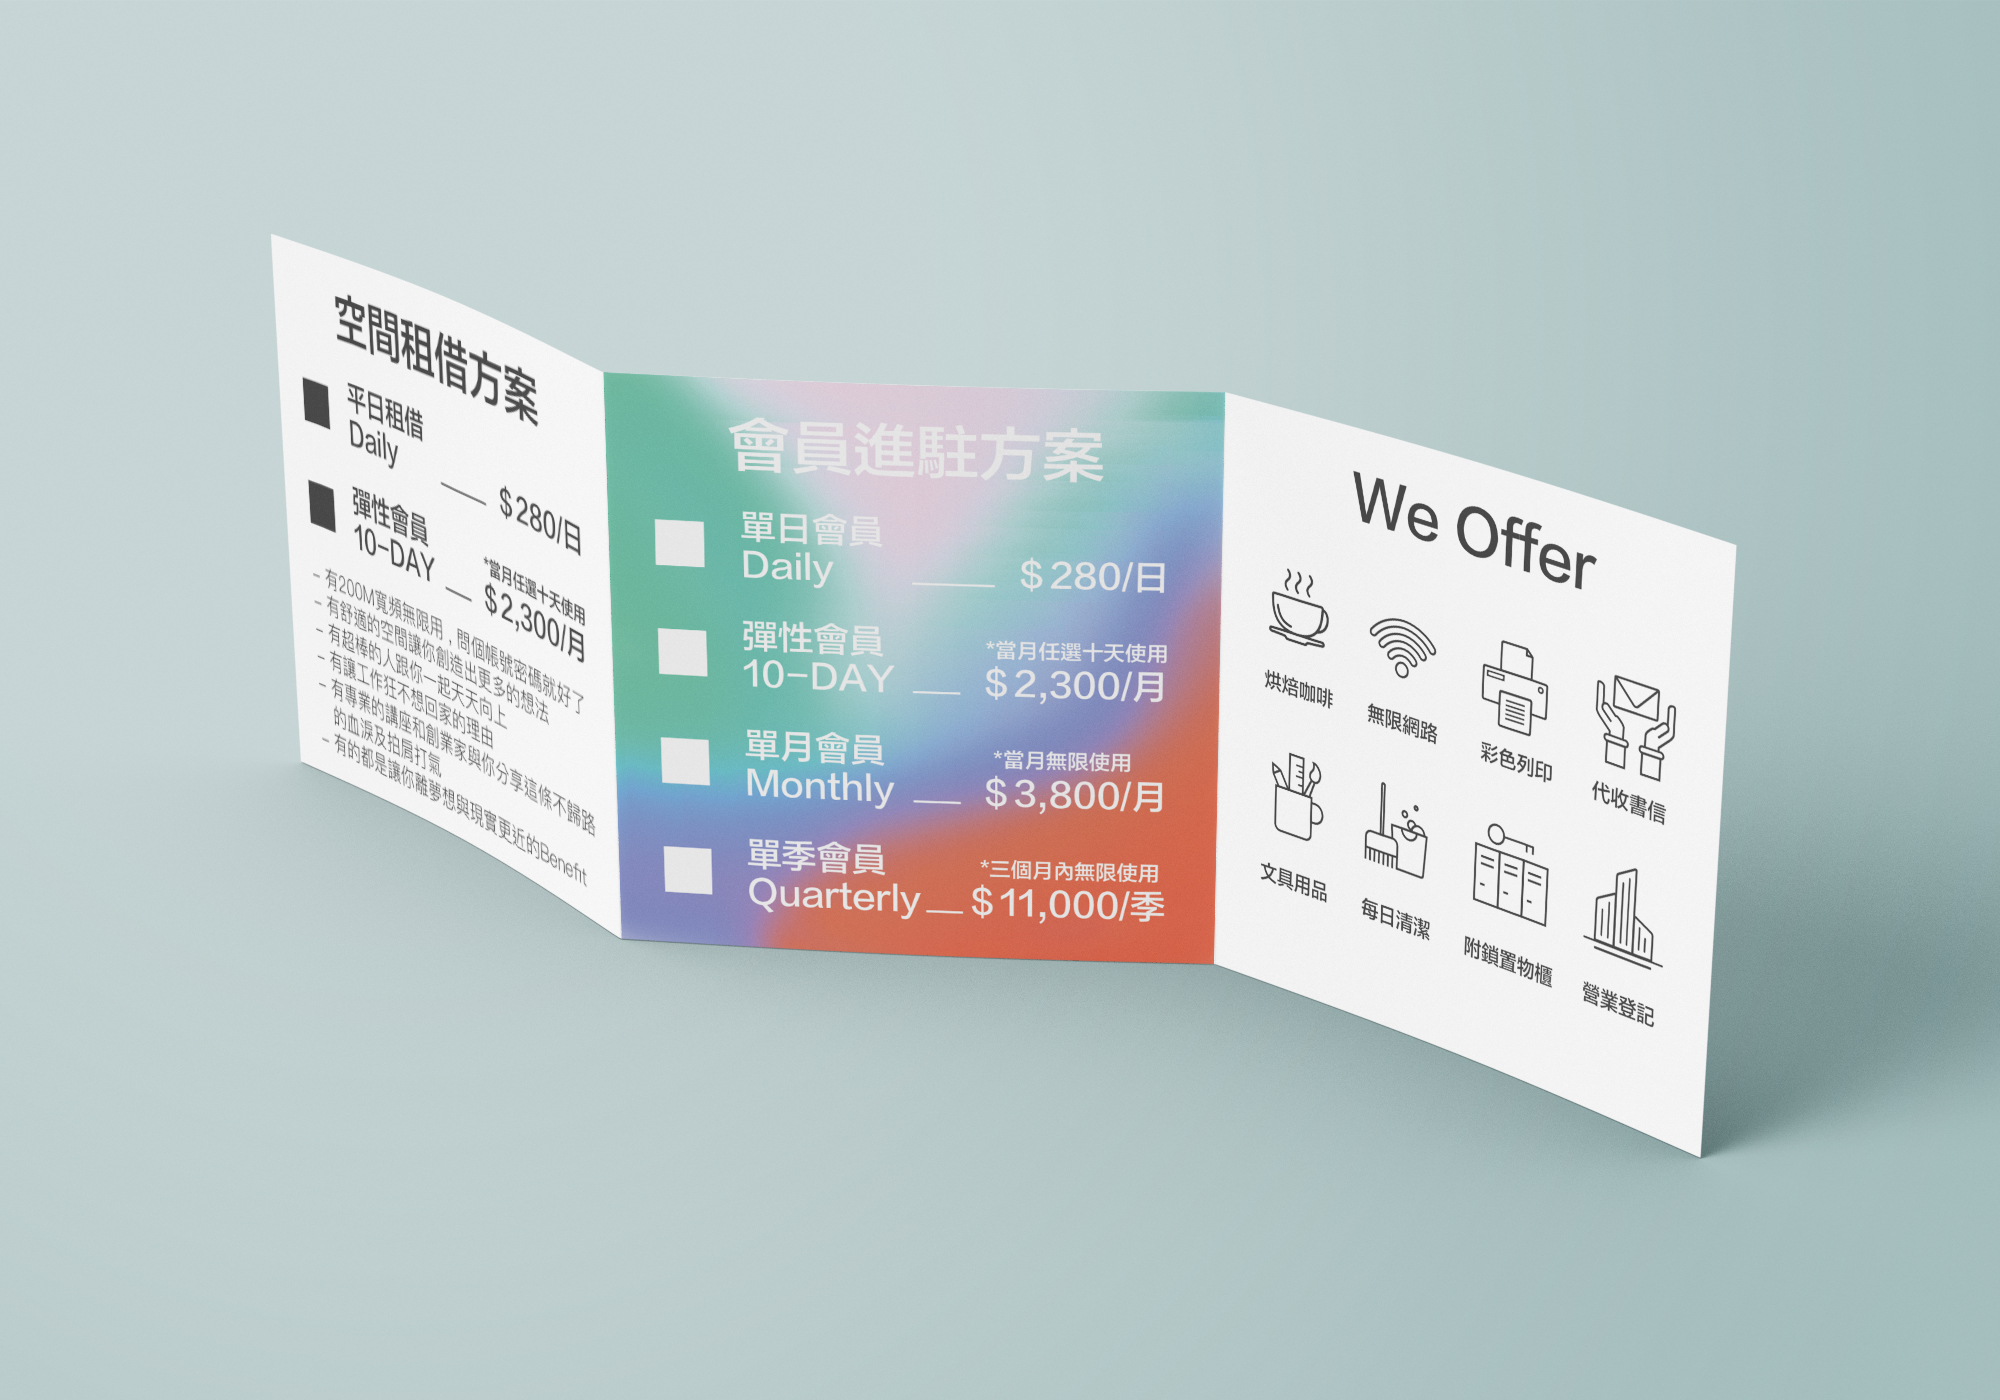 空間租借方案
平日租借
Daily
$280/日
彈性會員
10-DAY
*當月任選十天使用
$2,300/月
- 有200M寬頻無限用，問個帳號密碼就好了
- 有舒適的空間讓你創造出更多的想法
- 有超棒的人跟你一起天天向上
- 有讓工作狂不想回家的理由
- 有專業的講座和創業家與你分享這條不歸路
的血淚及拍肩打氣
- 有的都是讓你離夢想與現實更近的Benefit
會員進駐方案
單日會員
Daily
$280/日
彈性會員
10-DAY
*當月任選十天使用
$2,300/月
單月會員
Monthly
*當月無限使用
$3,800/月
單季會員
Quarterly
*三個月內無限使用
$11,000/季
We Offer
烘焙咖啡
無限網路
彩色列印
代收書信
文具用品
每日清潔
附鎖置物櫃
營業登記